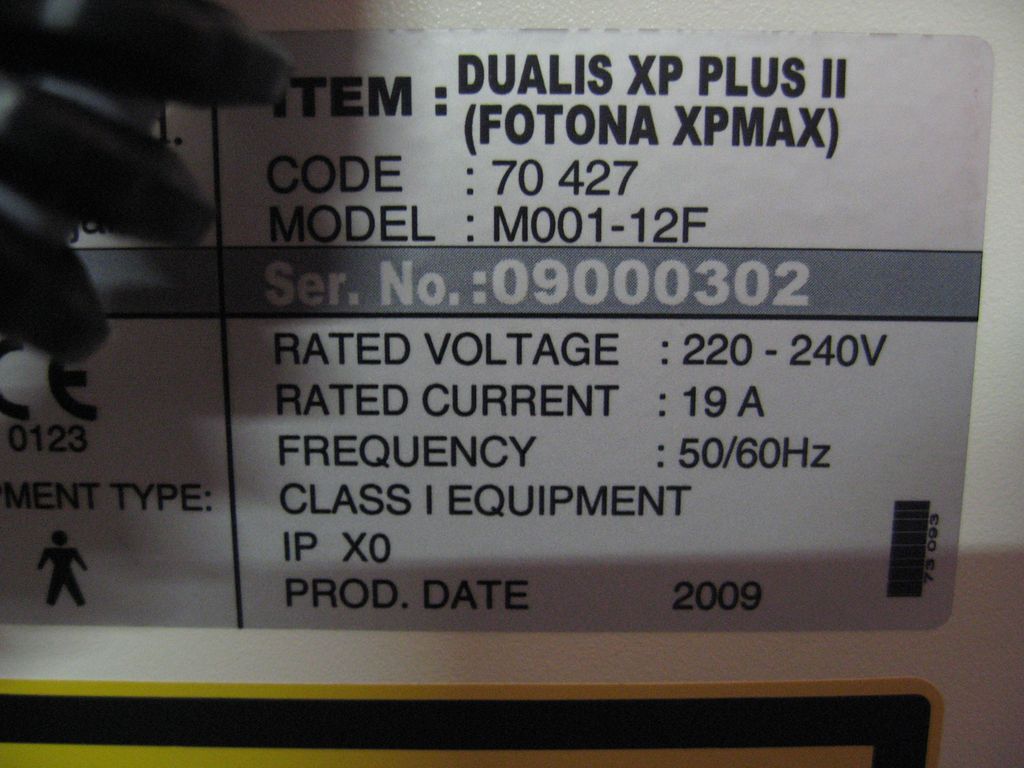 ITEM : DUALIS XP PLUS II
(FOTONA XPMAX)
CODE : 70 427
MODEL : M001-12F
Ser. No.:09000302
RATED VOLTAGE : 220 - 240V
RATED CURRENT : 19 A
FREQUENCY : 50/60Hz
CLASS I EQUIPMENT
IP X0
PROD. DATE 2009
73 093
CE
0123
TYPE: